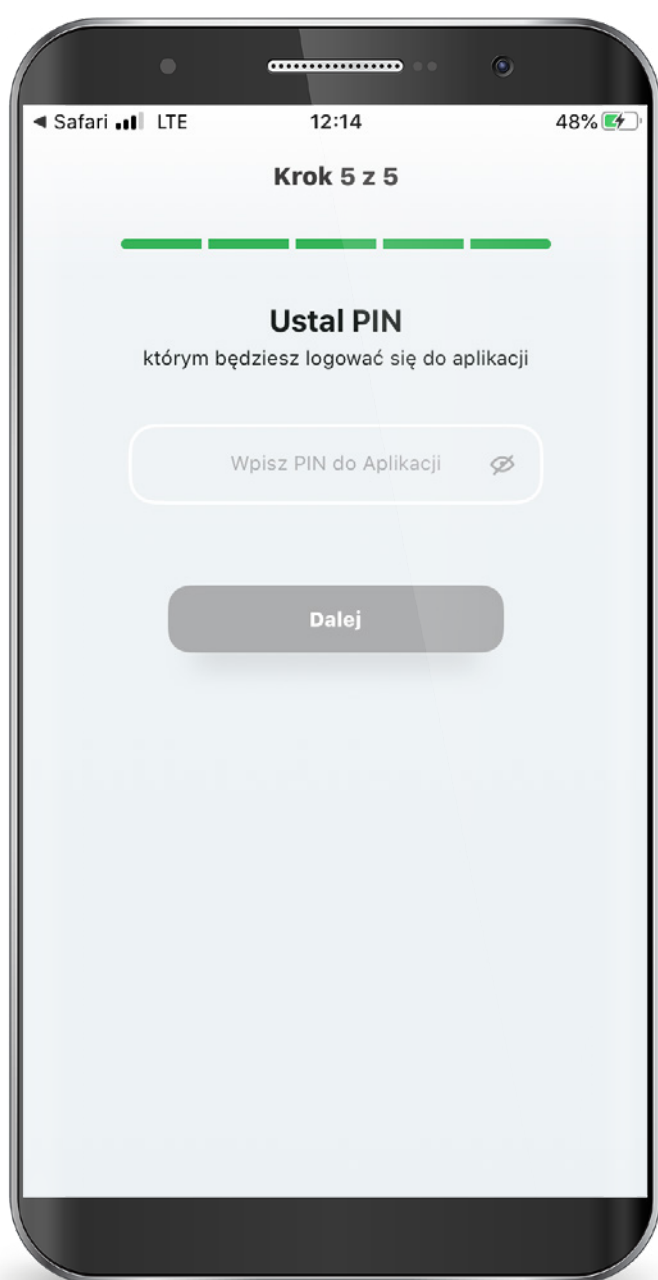 Safari LTE 12:14 48%
Krok 5 z 5
Ustal PIN
którym będziesz logować się do aplikacji
Wpisz PIN do Aplikacji
Dalej